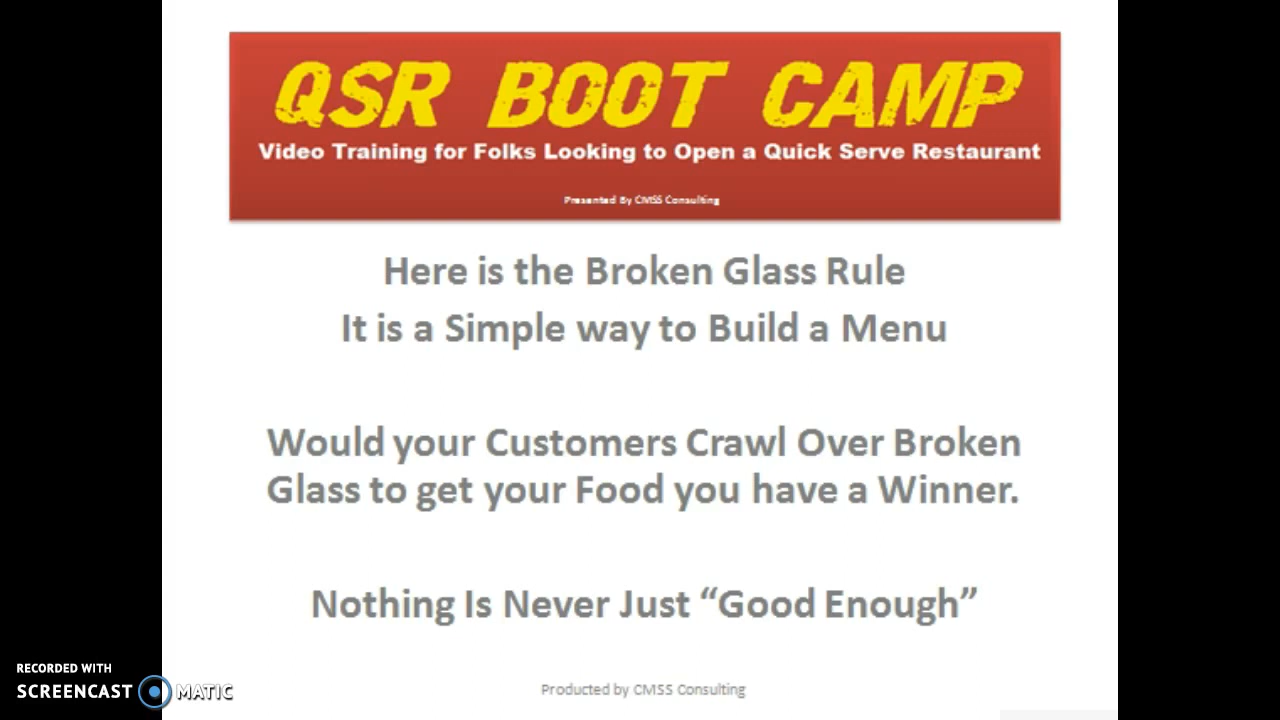 QSR BOOT CAMP
Video Training for Folks Looking to Open a Quick Serve Restaurant
Presented By CMSS Consulting
Here is the Broken Glass Rule
It is a Simple way to Build a Menu
Would your Customers Crawl Over Broken
Glass to get your Food you have a Winner.
Nothing Is Never Just “Good Enough”
Producted by CMSS Consulting
RECORDED WITH
SCREENCAST MATIC